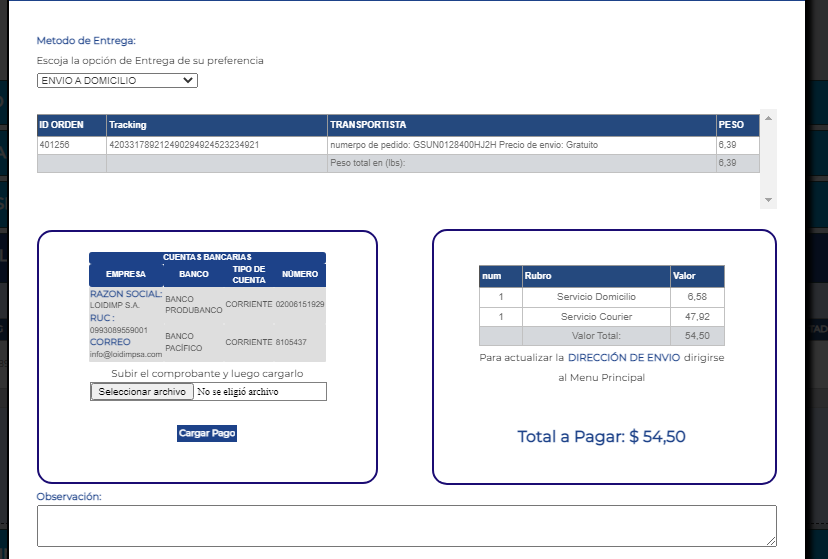 Metodo de Entrega:
Escoja la opción de Entrega de su preferencia
ENVIO A DOMICILIO
ID ORDEN Tracking TRANSPORTISTA PESO
401256 420331789212490294924523234921 numerpo de pedido: GSUN0128400HJ2H Precio de envio: Gratuito 6,39
Peso total en (lbs): 6,39
CUENTAS BANCARIAS
EMPRESA BANCO TIPO DE CUENTA NÚMERO
RAZON SOCIAL:
LOIDIMP S.A.
RUC :
0993089559001
CORREO
info@loidimpsa.com
BANCO PRODUBANCO CORRIENTE 02006151929
BANCO PACÍFICO CORRIENTE 8105437
Subir el comprobante y luego cargarlo
Seleccionar archivo No se eligió archivo
Cargar Pago
num Rubro Valor
1 Servicio Domicilio 6,58
1 Servicio Courier 47,92
Valor Total: 54,50
Para actualizar la DIRECCIÓN DE ENVIO dirigirse
al Menu Principal
Total a Pagar: $ 54,50
Observación: